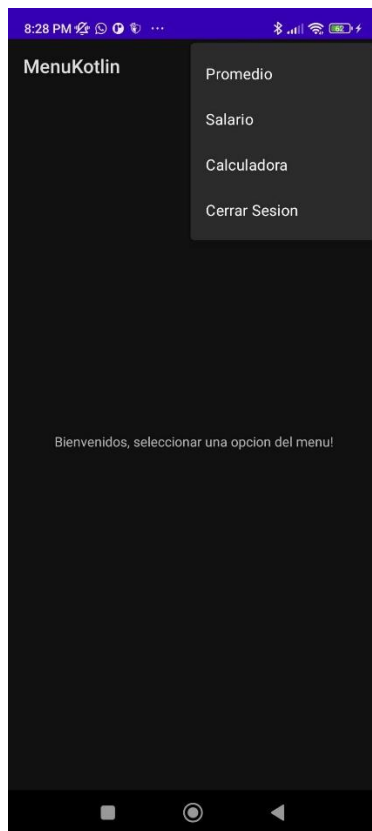 8:28 PM
MenuKotlin
Promedio
Salario
Calculadora
Cerrar Sesion
Bienvenidos, seleccionar una opcion del menu!